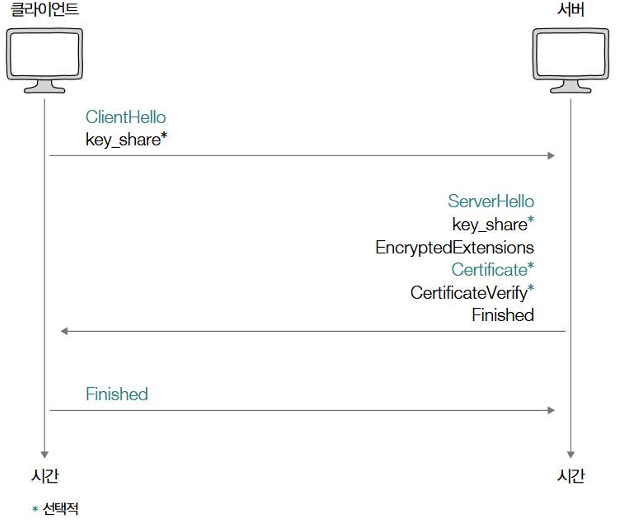 클라이언트
서버
ClientHello
key_share*
ServerHello
key_share*
EncryptedExtensions
Certificate*
CertificateVerify*
Finished
Finished
시간
시간
* 선택적